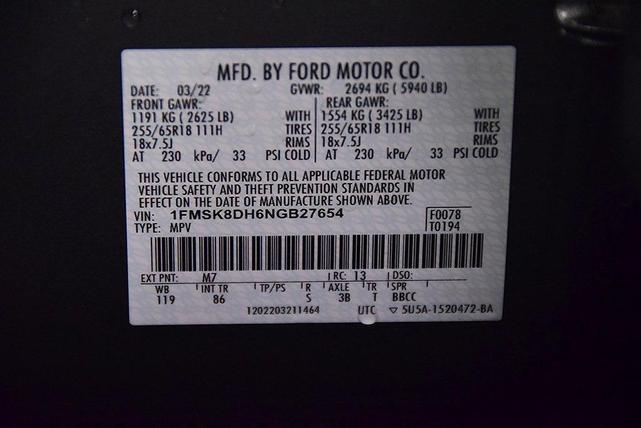 MFD. BY FORD MOTOR CO.
DATE: 03/22 GVWR: 2694 KG ( 5940 LB)
FRONT GAWR: REAR GAWR:
1191 KG ( 2625 LB) WITH 1554 KG ( 3425 LB) WITH
255/65R18 111H TIRES 255/65R18 111H TIRES
18x7.5J RIMS 18x7.5J RIMS
AT 230 kPa/ 33 PSI COLD AT 230 kPa/ 33 PSI COLD
THIS VEHICLE CONFORMS TO ALL APPLICABLE FEDERAL MOTOR
VEHICLE SAFETY AND THEFT PREVENTION STANDARDS IN
EFFECT ON THE DATE OF MANUFACTURE SHOWN ABOVE.
VIN: 1FMSK8DH6NGB27654 F0078
TYPE: MPV T0194
EXT PNT: M7 RC: 13 DSO:
WB INT TR TP/PS R AXLE TR SPR
119 86 S 3B T BBCC
1202203211464 UTC ▽ 5U5A-1520472-BA